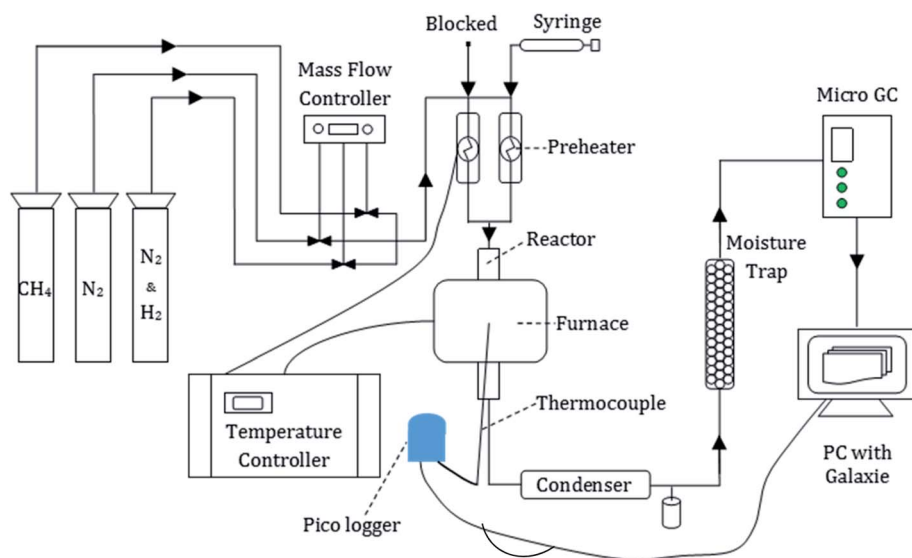 Blocked
Syringe
Mass Flow
Controller
Micro GC
Preheater
Reactor
Moisture
Trap
CH₄
N₂
N₂
&
H₂
Furnace
Thermocouple
Temperature
Controller
Condenser
PC with
Galaxie
Pico logger